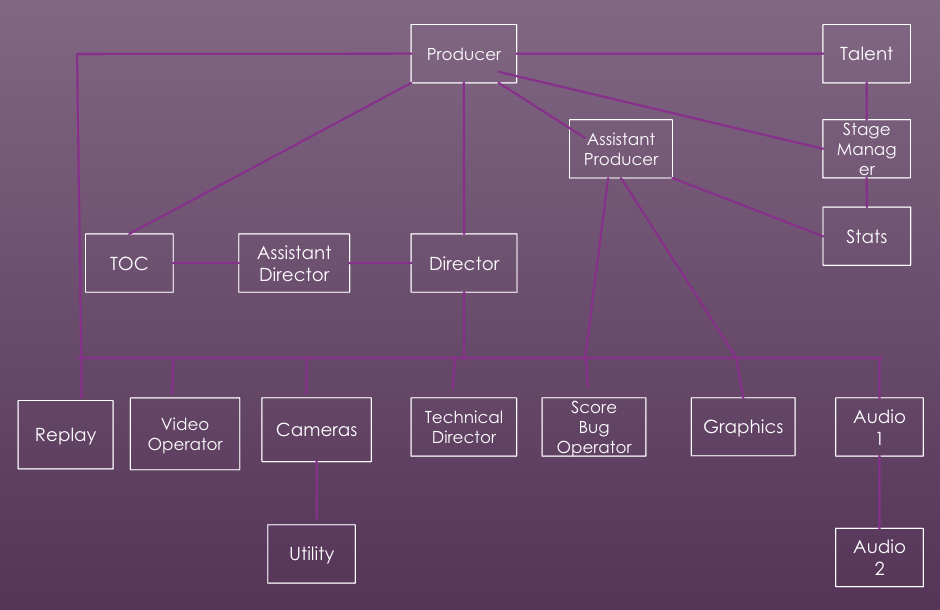 Producer
Talent
Assistant
Producer
Stage
Manag
er
Stats
TOC
Assistant
Director
Director
Replay
Video
Operator
Cameras
Technical
Director
Score
Bug
Operator
Graphics
Audio
1
Utility
Audio
2